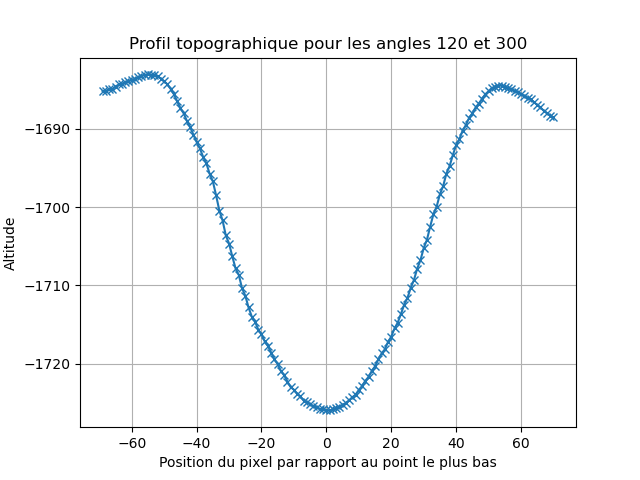 Profil topographique pour les angles 120 et 300
Altitude
−1690
−1700
−1710
−1720
−60 −40 −20 0 20 40 60
Position du pixel par rapport au point le plus bas